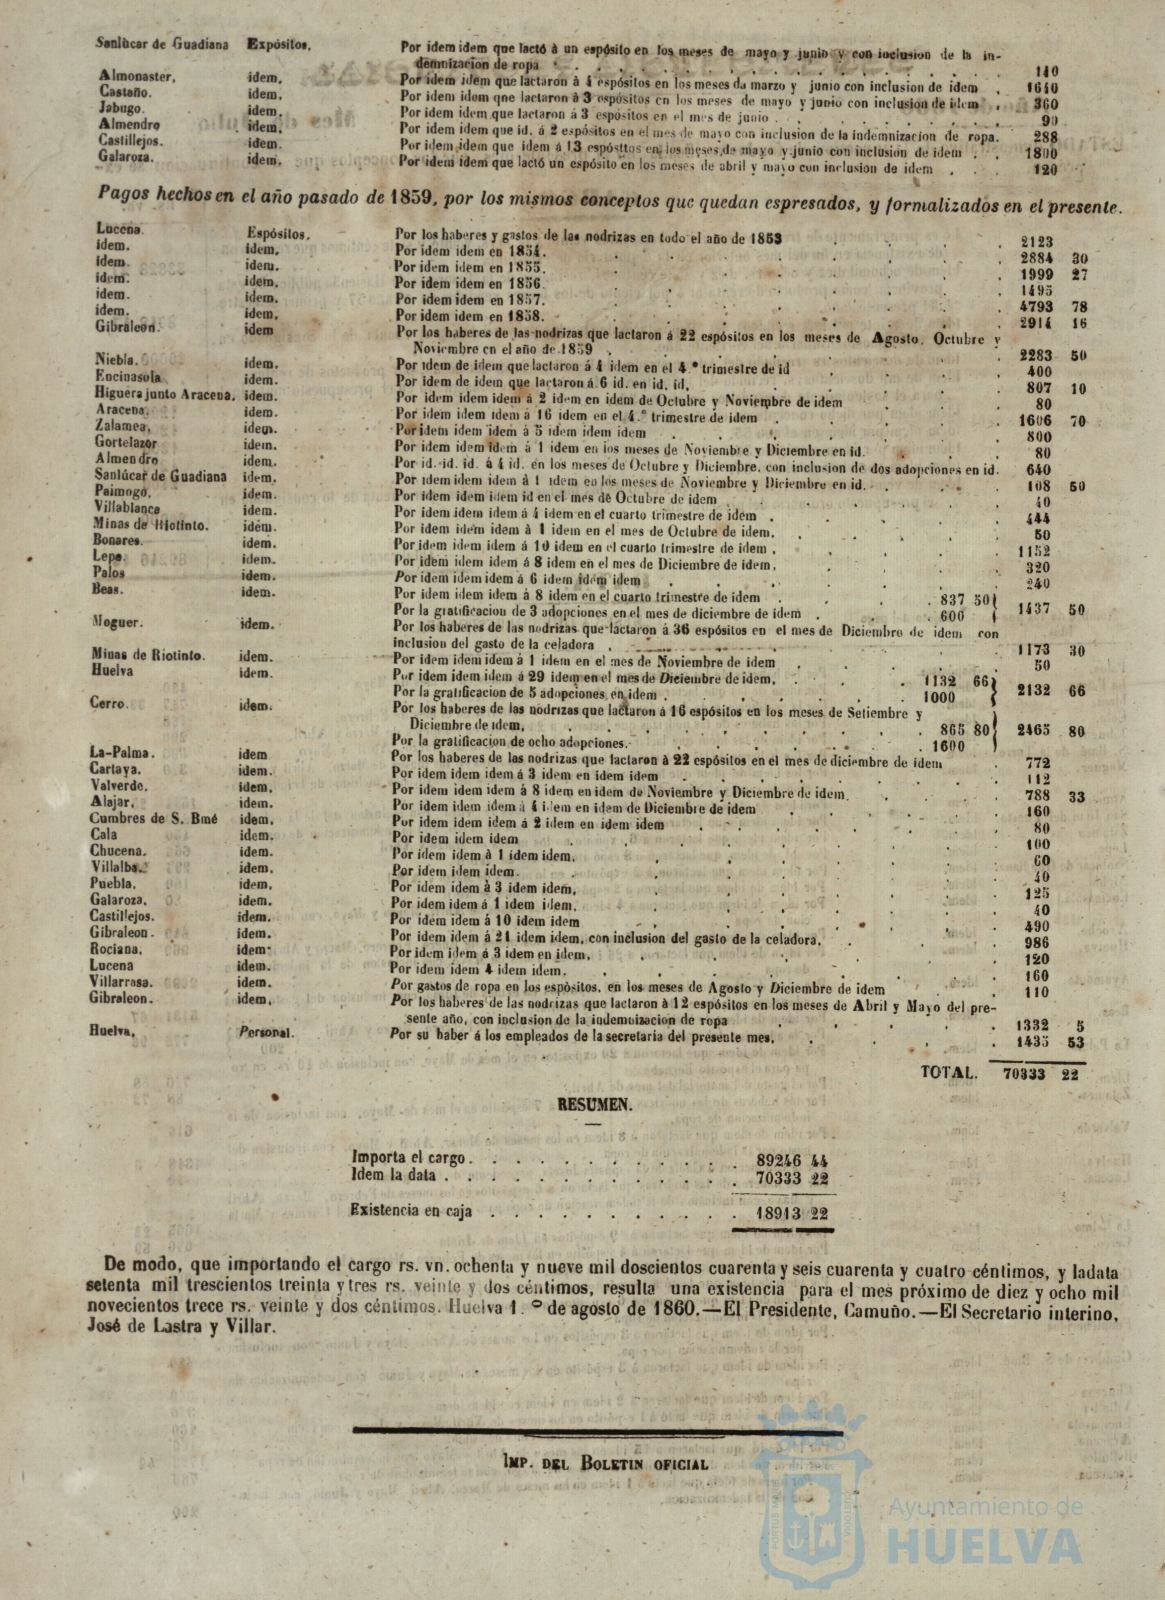 Sanlúcar de Guadiana Expósitos. Por idem idem que lactó à un espósito en los meses de mayo y junio y con inclusion de la in-
demnizacion de ropa 140
Almonaster, idem. Por idem idem que lactaron à 4 espósitos en los meses de marzo y junio con inclusion de idem 1640
Castaño. idem. Por idem idem que lactaron à 3 espósitos en los meses de mayo y junio con inclusion de idem 360
Jabugo. idem. Por idem idem que lactaron à 3 espósitos en el mes de junio 90
Almendro idem. Por idem idem que id. á 2 espósitos en el mes de mayo con inclusion de la indemnizacion de ropa. 288
Castillejos. idem. Por idem idem que idem á 13 espósitos en los meses de mayo y junio con inclusion de idem 1800
Galaroza. idem. Por idem idem que lactó un espósito en los meses de abril y mayo con inclusion de idem 120
Pagos hechos en el año pasado de 1859, por los mismos conceptos que quedan espresados, y formalizados en el presente.
Lucena. Espósitos. Por los haberes y gastos de las nodrizas en todo el año de 1853 2123
idem. idem. Por idem idem en 1854. 2884 30
idem. idem. Por idem idem en 1855. 1999 27
idem. idem. Por idem idem en 1856. 1495
idem. idem. Por idem idem en 1857. 4793 78
idem. idem. Por idem idem en 1858. 2914 16
Gibraleon. idem Por los haberes de las nodrizas que lactaron á 22 espósitos en los meses de Agosto, Octubre y
Noviembre en el año de 1859 2283 50
Niebla. idem. Por idem de idem que lactaron á 4 idem en el 4.º trimestre de id 400
Encinasola idem. Por idem de idem que lactaron á 6 id. en id. id. 807 10
Higuera junto Aracena. idem. Por idem idem idem á 2 idem en idem de Octubre y Noviembre de idem 80
Aracena. idem. Por idem idem idem á 16 idem en el 4.º trimestre de idem 1606 70
Zalamea. idem. Por idem idem idem á 5 idem idem idem 800
Gortelazor idem. Por idem idem idem á 1 idem en los meses de Noviembre y Diciembre en id. 80
Almendro idem. Por id. id. id. á 4 id. en los meses de Octubre y Diciembre, con inclusion de dos adopciones en id. 640
Sanlúcar de Guadiana idem. Por idem idem idem à 1 idem en los meses de Noviembre y Diciembre en id. 108 50
Paimogo, idem. Por idem idem idem id en el mes de Octubre de idem 40
Villablanca idem. Por idem idem idem á 4 idem en el cuarto trimestre de idem 444
Minas de Riotinto. idem. Por idem idem idem à 1 idem en el mes de Octubre de idem. 50
Bonares. idem. Por idem idem idem á 10 idem en el cuarto trimestre de idem 1152
Lepe. idem. Por idem idem idem á 8 idem en el mes de Diciembre de idem. 320
Palos idem. Por idem idem idem á 6 idem idem idem 240
Beas. idem. Por idem idem idem á 8 idem en el cuarto trimestre de idem 837 50
Por la gratificacion de 3 adopciones en el mes de diciembre de idem 600 1437 50
Moguer. idem. Por los haberes de las nodrizas que lactaron á 36 espósitos en el mes de Diciembre de idem con
inclusion del gasto de la celadora 1173 30
Minas de Riotinto. idem. Por idem idem idem á 1 idem en el mes de Noviembre de idem 50
Huelva idem. Por idem idem idem á 29 idem en el mes de Diciembre de idem. 1132 66
Por la gratificacion de 5 adopciones en idem 1000 2132 66
Cerro. idem. Por los haberes de las nodrizas que lactaron á 16 espósitos en los meses de Setiembre y
Diciembre de idem. 865 80 2465 80
Por la gratificacion de ocho adopciones. 1600
La-Palma. idem Por los haberes de las nodrizas que lactaron à 22 espósitos en el mes de diciembre de idem 772
Cartaya. idem. Por idem idem idem á 3 idem en idem idem 112
Valverde. idem. Por idem idem idem á 8 idem en idem de Noviembre y Diciembre de idem. 788 33
Alajar, idem. Por idem idem idem á 4 idem en idem de Diciembre de idem 160
Cumbres de S. Bmé idem. Por idem idem idem á 2 idem en idem idem 80
Cala idem. Por idem idem idem 100
Chucena. idem. Por idem idem à 1 idem idem. 60
Villalba. idem. Por idem idem idem. 40
Puebla. idem. Por idem idem à 3 idem idem. 125
Galaroza. idem. Por idem idem á 1 idem idem. 40
Castillejos. idem. Por idem idem á 10 idem idem 490
Gibraleon. idem. Por idem idem á 21 idem idem, con inclusion del gasto de la celadora. 986
Rociana. idem Por idem idem á 3 idem en idem. 120
Lucena idem. Por idem idem 4 idem idem. 160
Villarrasa. idem. Por gastos de ropa en los espòsitos, en los meses de Agosto y Diciembre de idem 110
Gibraleon. idem. Por los haberes de las nodrizas que lactaron à 12 espósitos en los meses de Abril y Mayo del pre-
sente año, con inclusion de la indemnizacion de ropa 1332 5
Huelva. Personal. Por su haber á los empleados de la secretaria del presente mes. 1435 53
TOTAL. 70333 22
RESUMEN.
Importa el cargo 89246 44
Idem la data 70333 22
Existencia en caja 18913 22
De modo, que importando el cargo rs. vn. ochenta y nueve mil doscientos cuarenta y seis cuarenta y cuatro céntimos, y ladata
setenta mil trescientos treinta y tres rs. veinte y dos céntimos, resulta una existencia para el mes próximo de diez y ocho mil
novecientos trece rs. veinte y dos céntimos. Huelva 1.º de agosto de 1860.—El Presidente, Camuño.—El Secretario interino,
José de Lastra y Villar.
IMP. DEL BOLETIN OFICIAL
Ayuntamiento de
HUELVA